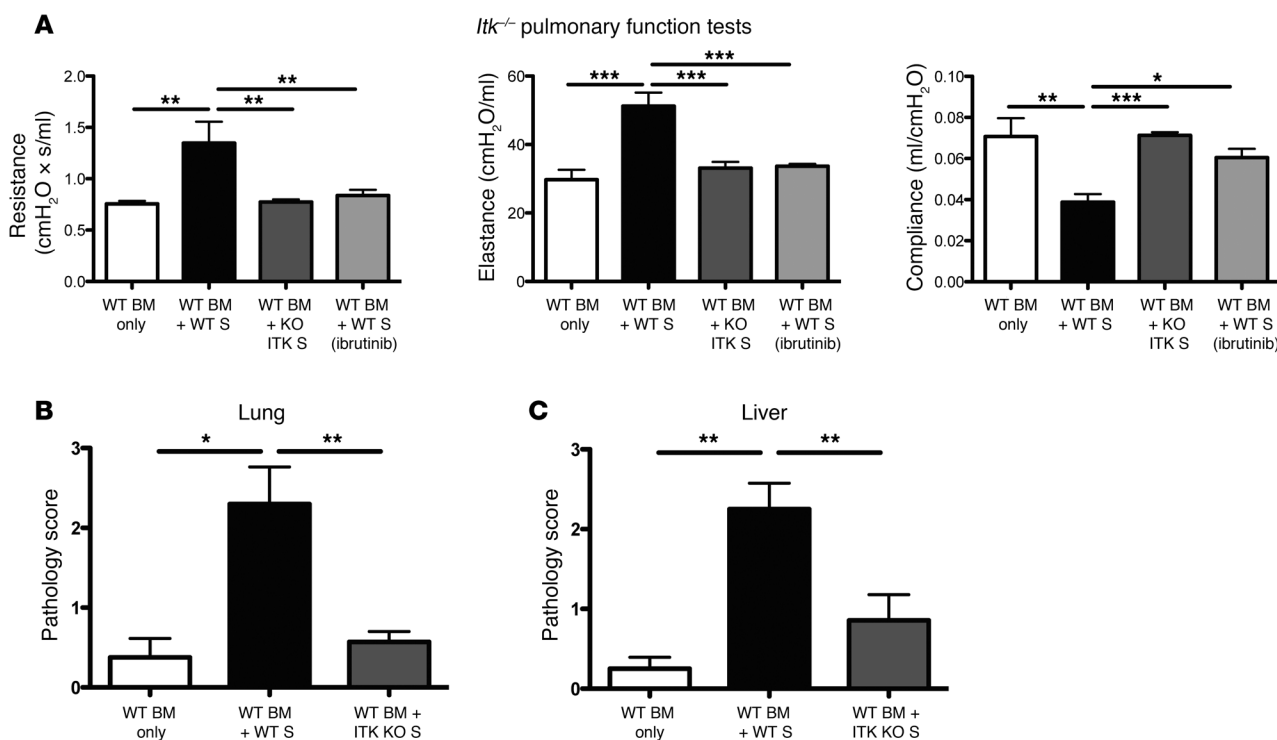 A
Itk⁻/⁻ pulmonary function tests
Resistance
(cmH₂O × s/ml)
2.0
1.5
1.0
0.5
0.0
**
**
**
WT BM
only
WT BM
+ WT S
WT BM
+ KO
ITK S
WT BM
+ WT S
(ibrutinib)
Elastance (cmH₂O/ml)
60
40
20
0
***
***
***
WT BM
only
WT BM
+ WT S
WT BM
+ KO
ITK S
WT BM
+ WT S
(ibrutinib)
Compliance (ml/cmH₂O)
0.10
0.08
0.06
0.04
0.02
0.00
*
**
***
WT BM
only
WT BM
+ WT S
WT BM
+ KO
ITK S
WT BM
+ WT S
(ibrutinib)
B
Lung
Pathology score
3
2
1
0
*
**
WT BM
only
WT BM
+ WT S
WT BM +
ITK KO S
C
Liver
Pathology score
3
2
1
0
**
**
WT BM
only
WT BM
+ WT S
WT BM +
ITK KO S